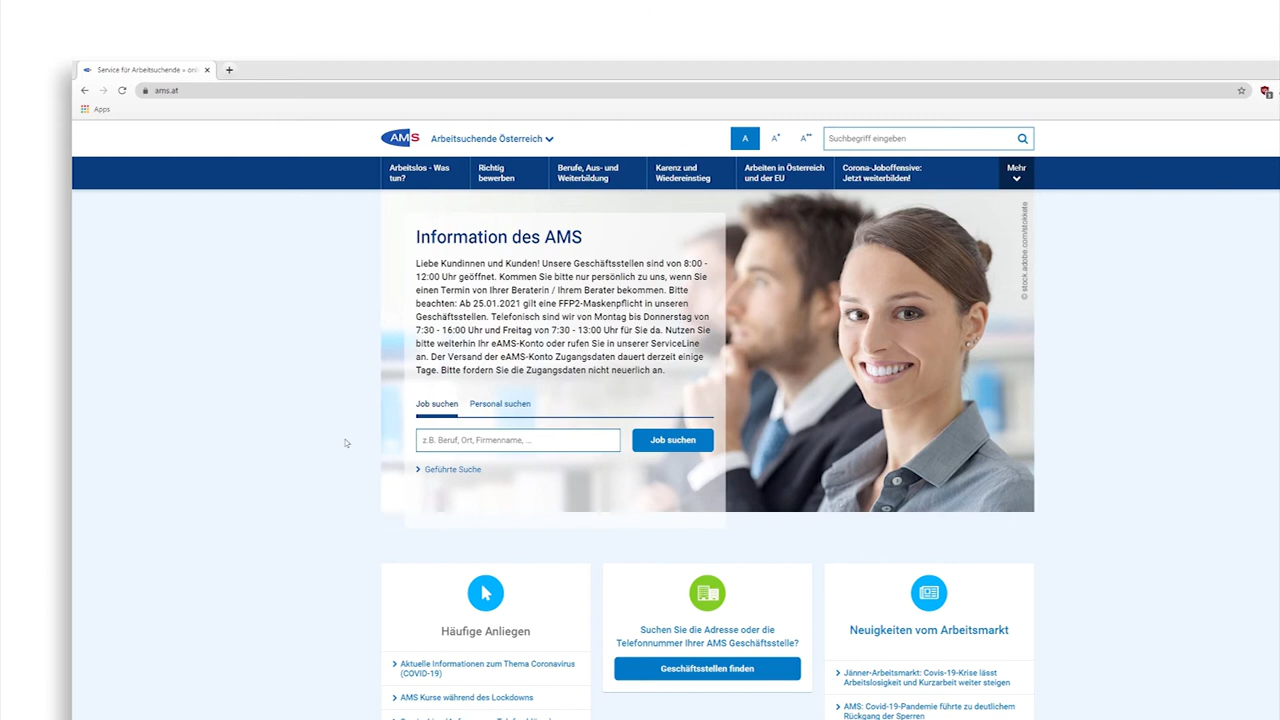 Service für Arbeitsuchende » onl
ams.at
Apps
AMS
Arbeitsuchende Österreich
A
A+
A++
Suchbegriff eingeben
Arbeitslos - Was
tun?
Richtig
bewerben
Berufe, Aus- und
Weiterbildung
Karenz und
Wiedereinstieg
Arbeiten in Österreich
und der EU
Corona-Joboffensive:
Jetzt weiterbilden!
Mehr
Information des AMS
Liebe Kundinnen und Kunden! Unsere Geschäftsstellen sind von 8:00 -
12:00 Uhr geöffnet. Kommen Sie bitte nur persönlich zu uns, wenn Sie
einen Termin von Ihrer Beraterin / Ihrem Berater bekommen. Bitte
beachten: Ab 25.01.2021 gilt eine FFP2-Maskenpflicht in unseren
Geschäftsstellen. Telefonisch sind wir von Montag bis Donnerstag von
7:30 - 16:00 Uhr und Freitag von 7:30 - 13:00 Uhr für Sie da. Nutzen Sie
bitte weiterhin Ihr eAMS-Konto oder rufen Sie in unserer ServiceLine
an. Der Versand der eAMS-Konto Zugangsdaten dauert derzeit einige
Tage. Bitte fordern Sie die Zugangsdaten nicht neuerlich an.
© stock.adobe.com/stokkete
Job suchen
Personal suchen
z.B. Beruf, Ort, Firmenname, ...
Job suchen
Geführte Suche
Häufige Anliegen
Aktuelle Informationen zum Thema Coronavirus
(COVID-19)
AMS Kurse während des Lockdowns
Suchen Sie die Adresse oder die
Telefonnummer Ihrer AMS Geschäftsstelle?
Geschäftsstellen finden
Neuigkeiten vom Arbeitsmarkt
Jänner-Arbeitsmarkt: Covis-19-Krise lässt
Arbeitslosigkeit und Kurzarbeit weiter steigen
AMS: Covid-19-Pandemie führte zu deutlichem
Rückgang der Sperren